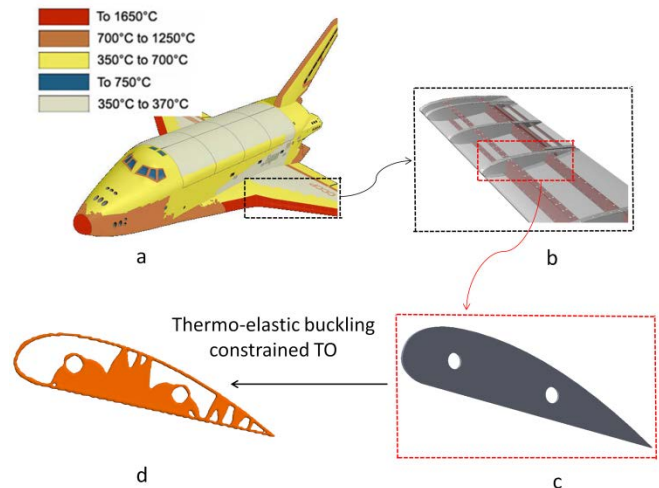 To 1650°C
700°C to 1250°C
350°C to 700°C
To 750°C
350°C to 370°C
a
b
Thermo-elastic buckling
constrained TO
d
c